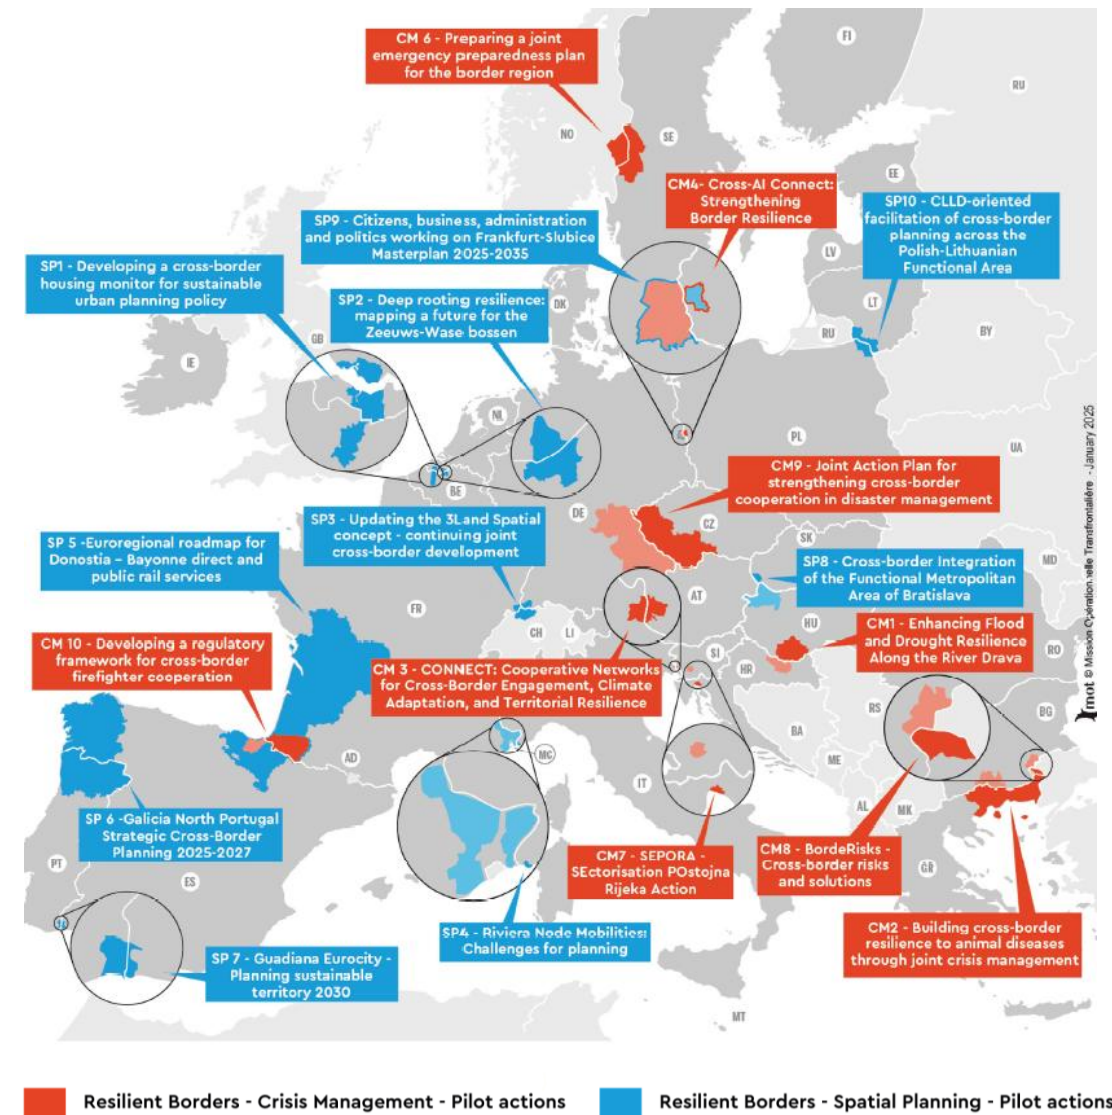 CM 6 - Preparing a joint
emergency preparedness plan
for the border region
FI
RU
NO
SE
EE
CM4- Cross-AI Connect:
Strengthening
Border Resilience
SP10 - CLLD-oriented
facilitation of cross-border
planning across the
Polish-Lithuanian
Functional Area
SP9 - Citizens, business, administration
and politics working on Frankfurt-Slubice
Masterplan 2025-2035
LV
SP1 - Developing a cross-border
housing monitor for sustainable
urban planning policy
SP2 - Deep rooting resilience:
mapping a future for the
Zeeuws-Wase bossen
DK
LT
RU
BY
GB
IE
NL
PL
UA
BE
CM9 - Joint Action Plan for
strengthening cross-border
cooperation in disaster management
DE
CZ
SK
MD
SP3 - Updating the 3Land Spatial
concept - continuing joint
cross-border development
SP 5 -Euroregional roadmap for
Donostia - Bayonne direct and
public rail services
SP8 - Cross-border Integration
of the Functional Metropolitan
Area of Bratislava
FR
CH
LI
AT
HU
CM1 - Enhancing Flood
and Drought Resilience
Along the River Drava
RO
SI
HR
CM 10 - Developing a regulatory
framework for cross-border
firefighter cooperation
CM 3 - CONNECT: Cooperative Networks
for Cross-Border Engagement, Climate
Adaptation, and Territorial Resilience
RS
BG
BA
MC
AD
ME
IT
AL
MK
SP 6 -Galicia North Portugal
Strategic Cross-Border
Planning 2025-2027
PT
ES
CM7 - SEPORA -
SEctorisation POstojna
Rijeka Action
CM8 - BordeRisks -
Cross-border risks
and solutions
GR
SP4 - Riviera Node Mobilities:
Challenges for planning
CM2 - Building cross-border
resilience to animal diseases
through joint crisis management
SP 7 - Guadiana Eurocity -
Planning sustainable
territory 2030
MT
mot © Mission Opérationnelle Transfrontalière - January 2025
Resilient Borders - Crisis Management - Pilot actions
Resilient Borders - Spatial Planning - Pilot actions